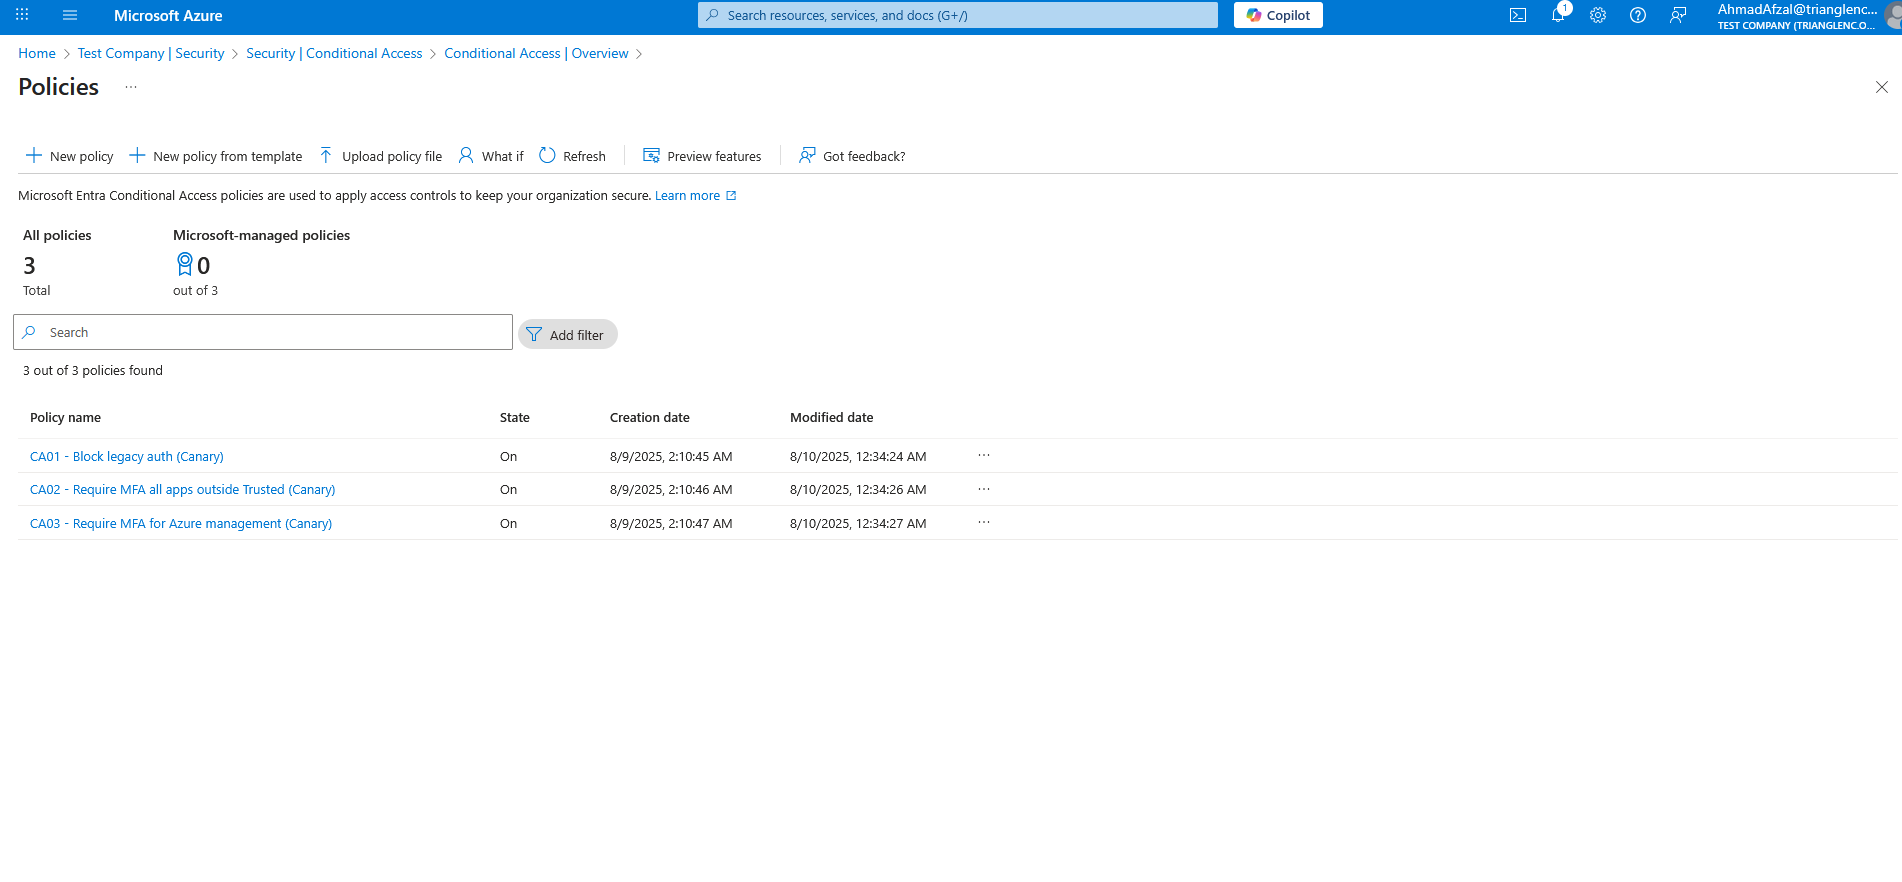 Microsoft Azure
Search resources, services, and docs (G+/)
Copilot
1
AhmadAfzal@trianglenc...
TEST COMPANY (TRIANGLENC.O...
Home > Test Company | Security > Security | Conditional Access > Conditional Access | Overview >
Policies ...
New policy New policy from template Upload policy file What if Refresh Preview features Got feedback?
Microsoft Entra Conditional Access policies are used to apply access controls to keep your organization secure. Learn more
All policies Microsoft-managed policies
3 0
Total out of 3
Search Add filter
3 out of 3 policies found
Policy name State Creation date Modified date
CA01 - Block legacy auth (Canary) On 8/9/2025, 2:10:45 AM 8/10/2025, 12:34:24 AM ...
CA02 - Require MFA all apps outside Trusted (Canary) On 8/9/2025, 2:10:46 AM 8/10/2025, 12:34:26 AM ...
CA03 - Require MFA for Azure management (Canary) On 8/9/2025, 2:10:47 AM 8/10/2025, 12:34:27 AM ...